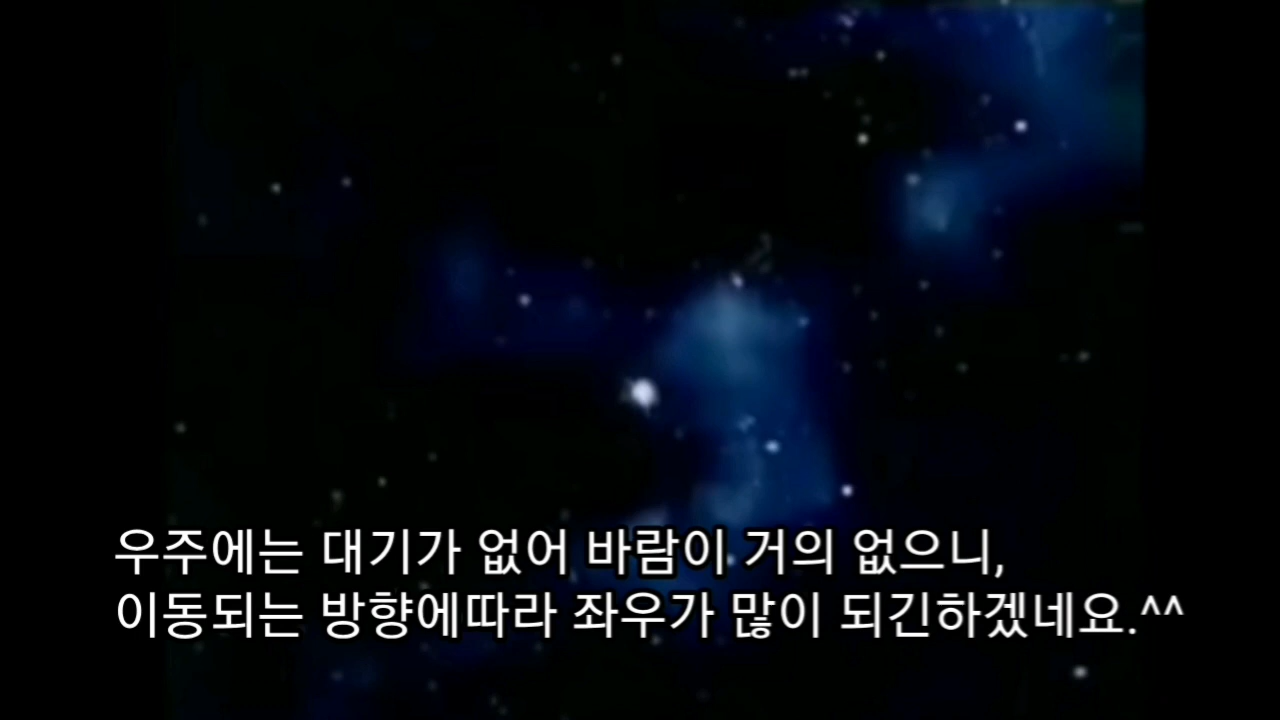 우주에는 대기가 없어 바람이 거의 없으니,
이동되는 방향에따라 좌우가 많이 되긴하겠네요.^^